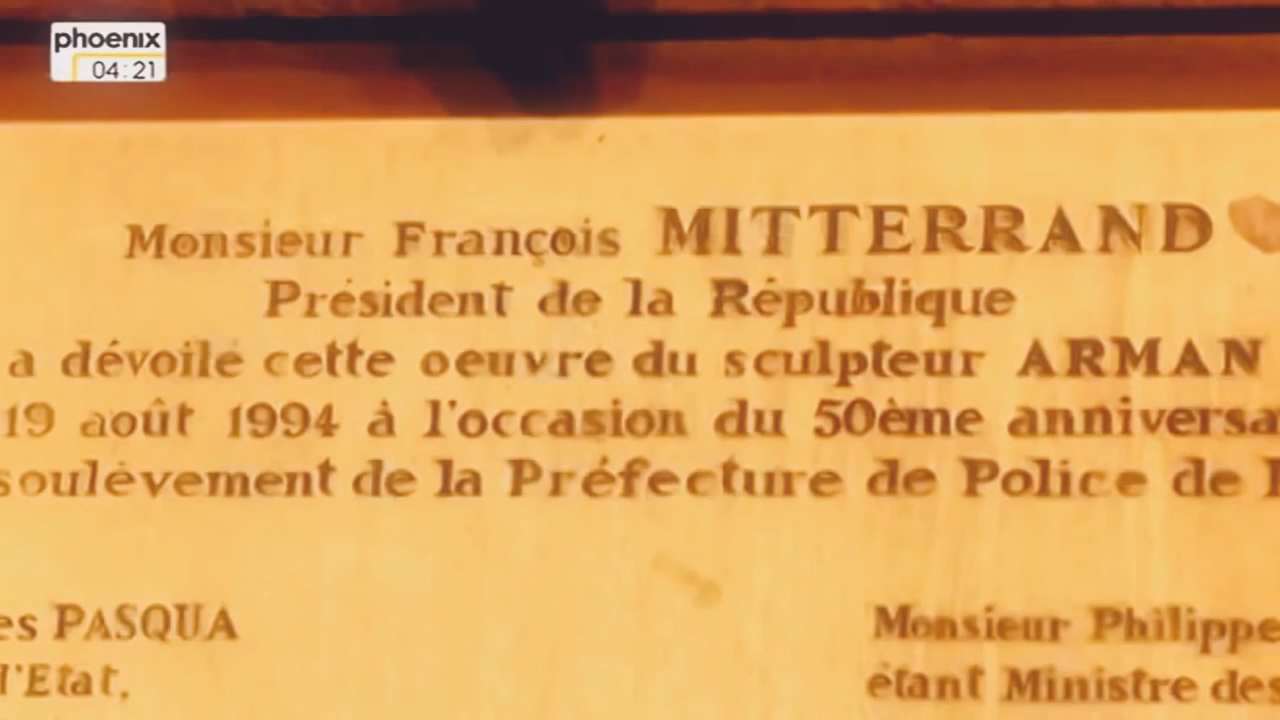 phoenix
04:21
Monsieur François MITTERRAND
Président de la République
a dévoilé cette oeuvre du sculpteur ARMAN
19 août 1994 à l'occasion du 50ème anniversa
soulèvement de la Préfecture de Police de
es PASQUA
l'Etat,
Monsieur Philippe
étant Ministre des